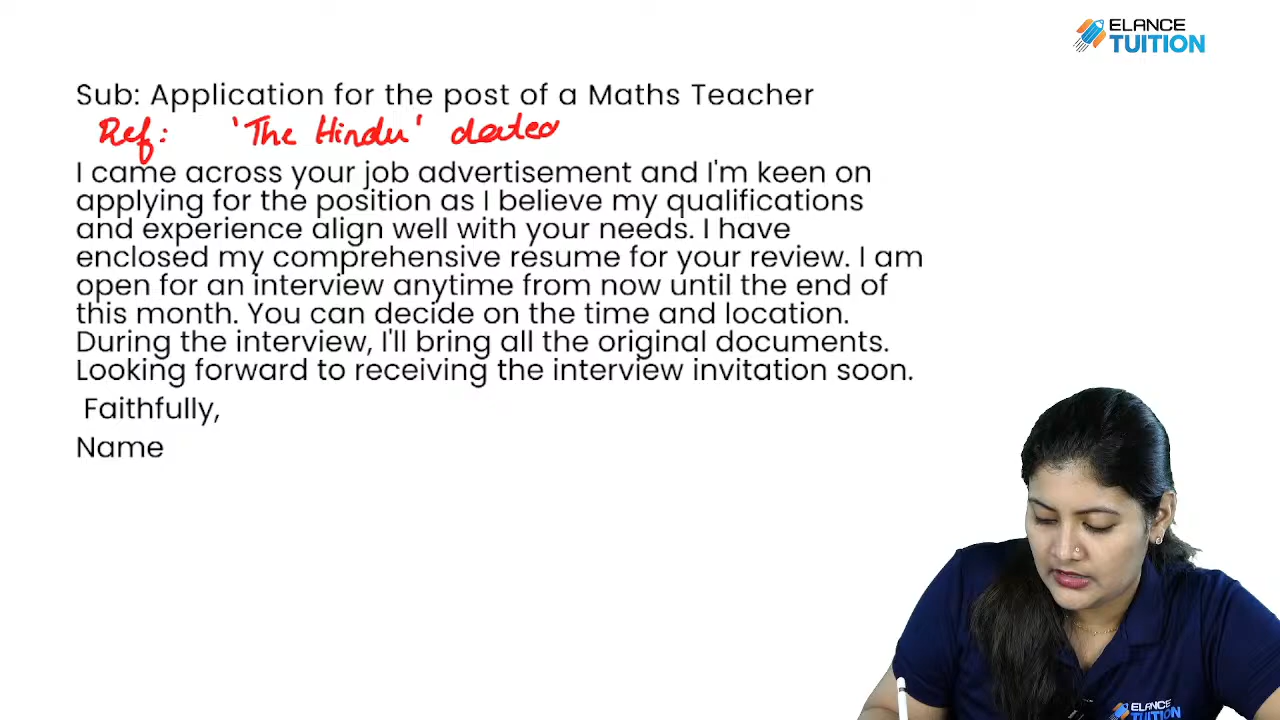 ELANCE
TUITION
Sub: Application for the post of a Maths Teacher
Ref: 'The Hindu' dated
I came across your job advertisement and I'm keen on
applying for the position as I believe my qualifications
and experience align well with your needs. I have
enclosed my comprehensive resume for your review. I am
open for an interview anytime from now until the end of
this month. You can decide on the time and location.
During the interview, I'll bring all the original documents.
Looking forward to receiving the interview invitation soon.
Faithfully,
Name
ELANCE
TUITION